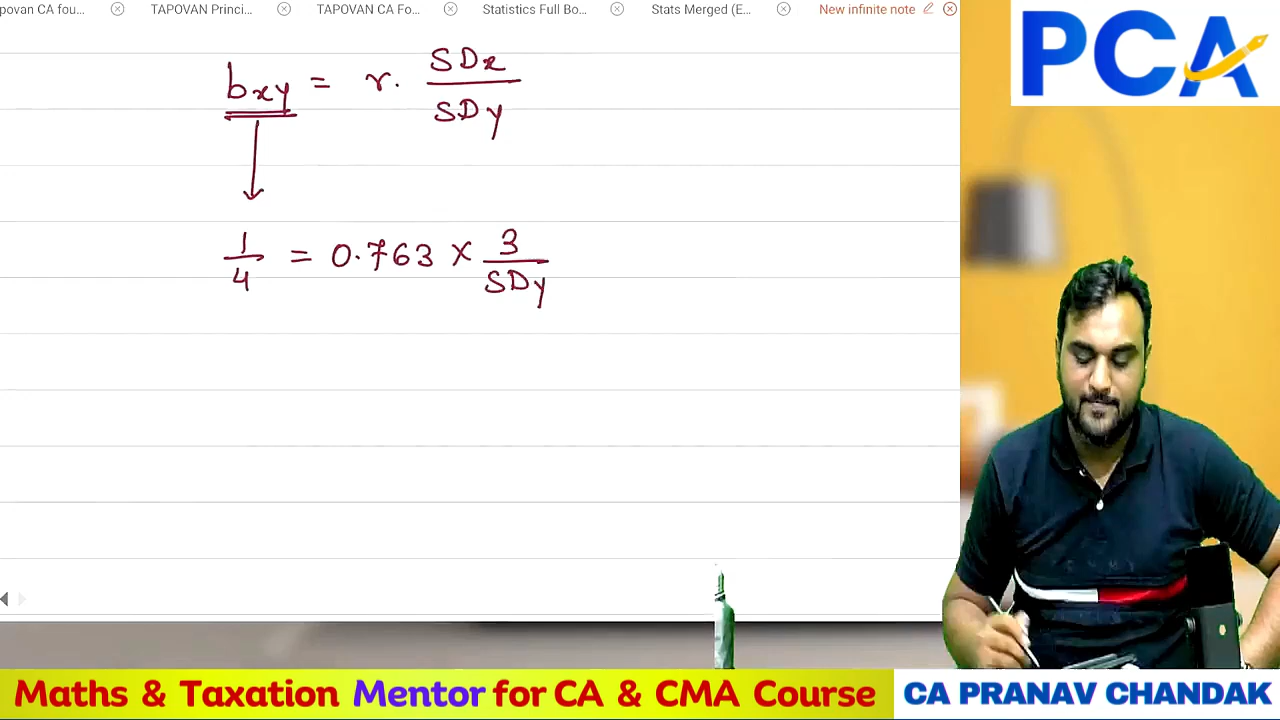 povan CA fou... TAPOVAN Princi... TAPOVAN CA Fo... Statistics Full Bo... Stats Merged (E... New infinite note
PCA
bxy = r. SDx / SDy
1/4 = 0.763 × 3 / SDy
Maths & Taxation Mentor for CA & CMA Course
CA PRANAV CHANDAK